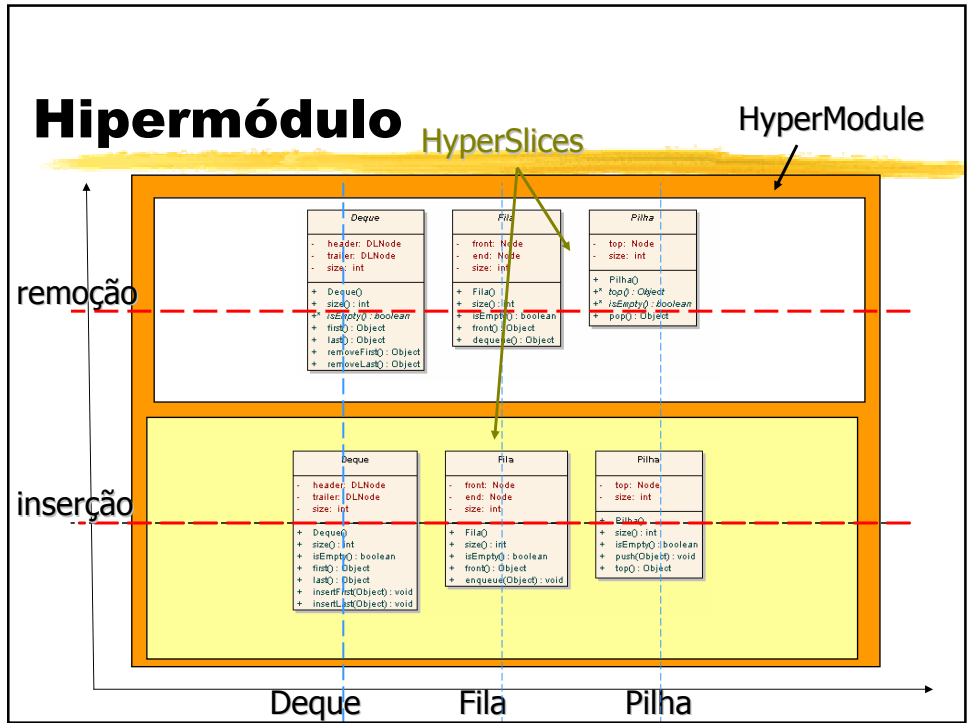 Hipermódulo
HyperSlices
HyperModule
remoção
Deque
- header: DLNode
- trailer: DLNode
- size: int
+ Deque()
+ size() : int
+* isEmpty() : boolean
+ first() : Object
+ last() : Object
+ removeFirst() : Object
+ removeLast() : Object
Fila
- front: Node
- end: Node
- size: int
+ Fila()
+ size() : int
+ isEmpty() : boolean
+ front() : Object
+ dequeue() : Object
Pilha
- top: Node
- size: int
+ Pilha()
+* top() : Object
+* isEmpty() : boolean
+ pop() : Object
inserção
Deque
- header: DLNode
- trailer: DLNode
- size: int
+ Deque()
+ size() : int
+ isEmpty() : boolean
+ first() : Object
+ last() : Object
+ insertFirst(Object) : void
+ insertLast(Object) : void
Fila
- front: Node
- end: Node
- size: int
+ Fila()
+ size() : int
+ isEmpty() : boolean
+ front() : Object
+ enqueue(Object) : void
Pilha
- top: Node
- size: int
+ Pilha()
+ size() : int
+ isEmpty() : boolean
+ push(Object) : void
+ top() : Object
Deque
Fila
Pilha